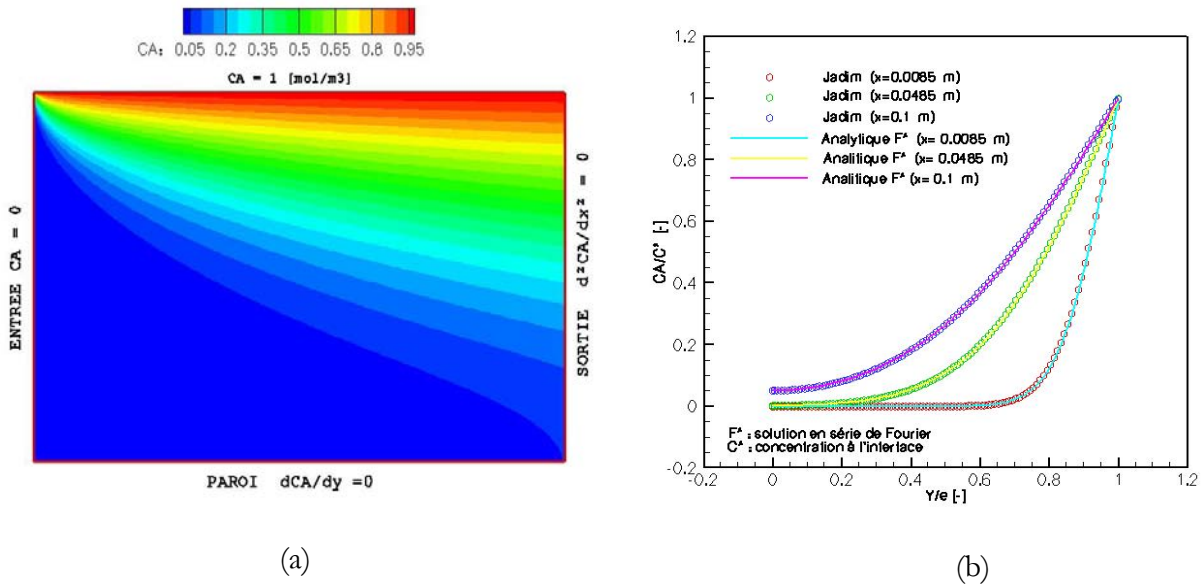 CA: 0.05 0.2 0.35 0.5 0.65 0.8 0.95
CA = 1 [mol/m3]
ENTREE CA = 0
SORTIE d²CA/dx² = 0
PAROI dCA/dy =0
(a)
1.2
1
0.8
0.6
0.4
0.2
0
-0.2
CA/C* [-]
Jadim (x=0.0085 m)
Jadim (x=0.0485 m)
Jadim (x=0.1 m)
Analytique F* (x= 0.0085 m)
Analitique F* (x= 0.0485 m)
Analitique F* (x= 0.1 m)
F* : solution en série de Fourier
C* : concentration à l'interface
-0.2 0 0.2 0.4 0.6 0.8 1 1.2
Y/e [-]
(b)